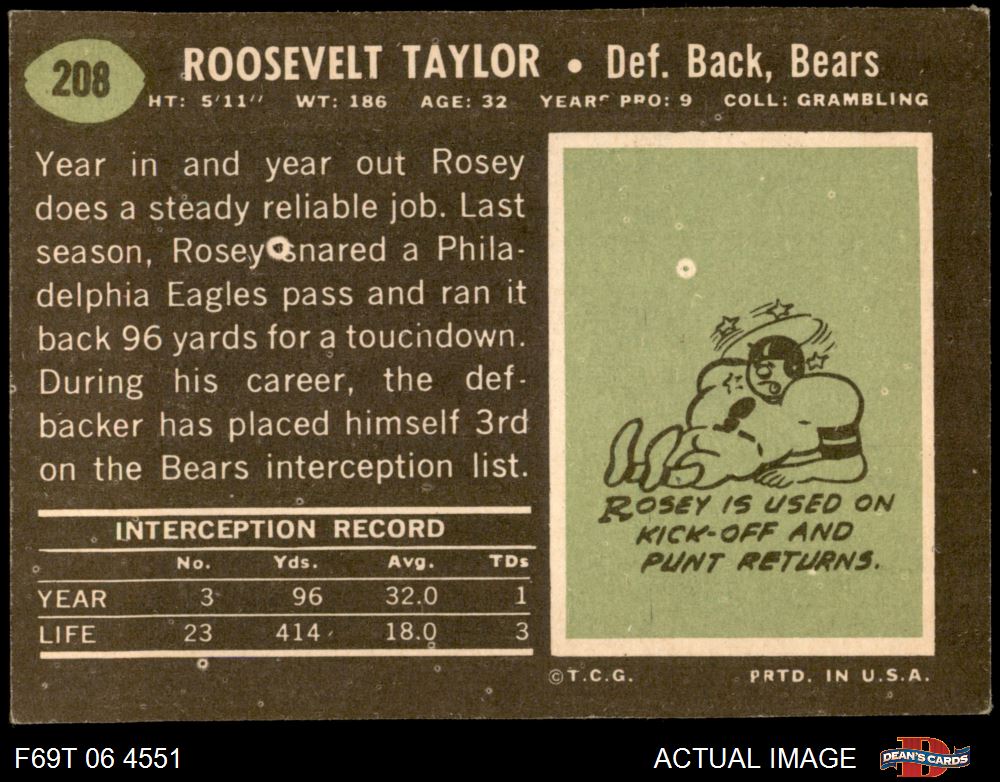 208
ROOSEVELT TAYLOR • Def. Back, Bears
HT: 5'11'' WT: 186 AGE: 32 YEARS PRO: 9 COLL: GRAMBLING
Year in and year out Rosey
does a steady reliable job. Last
season, Rosey snared a Phila-
delphia Eagles pass and ran it
back 96 yards for a touchdown.
During his career, the def-
backer has placed himself 3rd
on the Bears interception list.
INTERCEPTION RECORD
No. Yds. Avg. TDs
YEAR 3 96 32.0 1
LIFE 23 414 18.0 3
ROSEY IS USED ON
KICK-OFF AND
PUNT RETURNS.
©T.C.G. PRTD. IN U.S.A.
F69T 06 4551 ACTUAL IMAGE DEAN'S CARDS